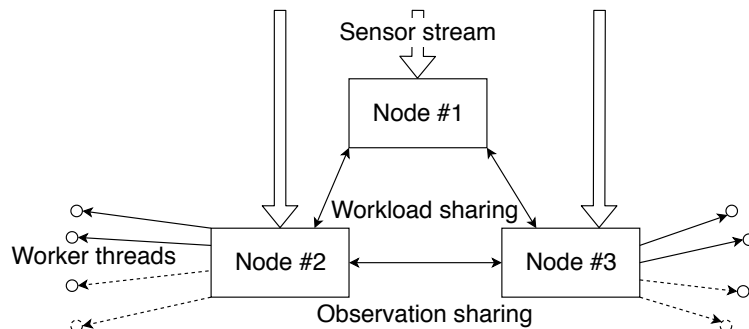 Sensor stream
Node #1
Workload sharing
Worker threads
Node #2
Node #3
Observation sharing